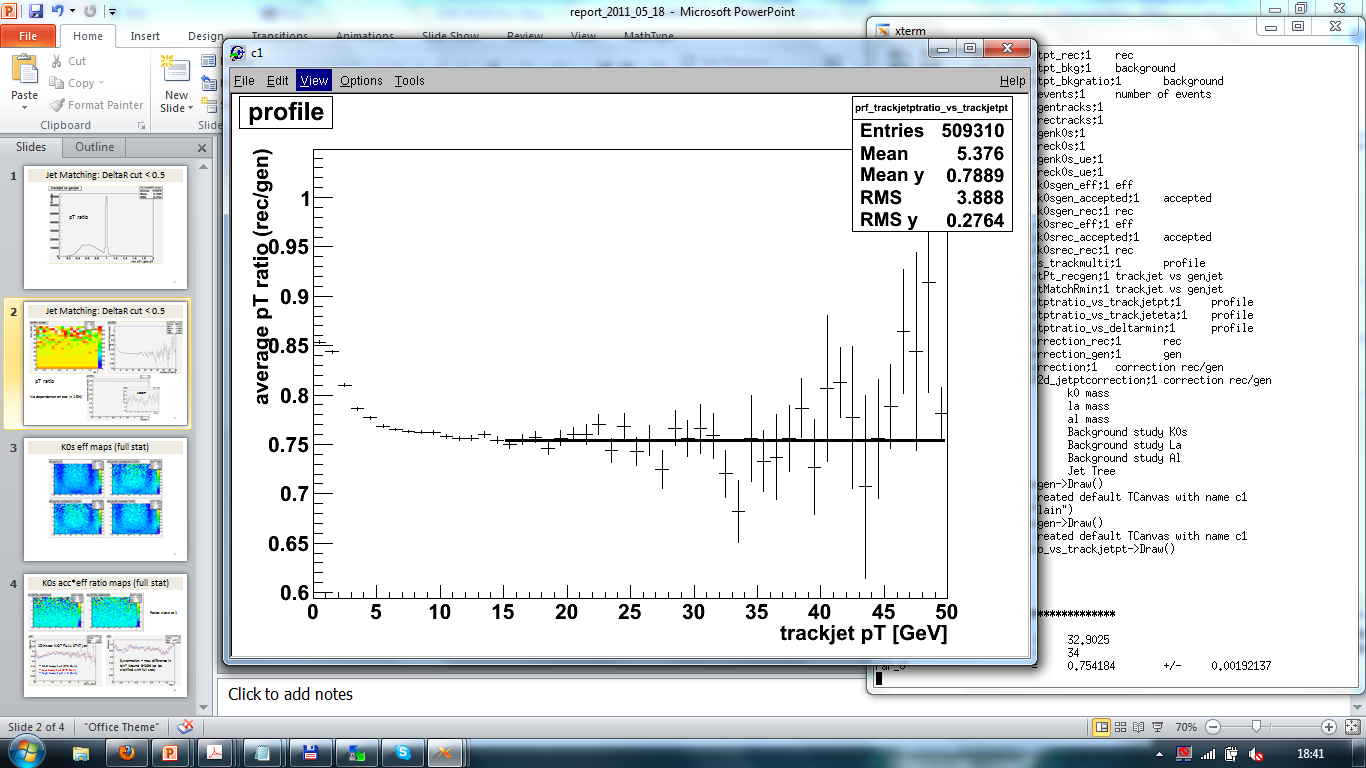 report_2011_05_18 - Microsoft PowerPoint
File Home Insert Design Transitions Animations Slide Show Review View MathType
Paste
Cut
Copy
Format Painter
Clipboard
New
Slide
Slides Outline
1
Jet Matching: DeltaR cut < 0.5
pT ratio
2
Jet Matching: DeltaR cut < 0.5
pT ratio
3
K0s eff maps (full stat)
4
K0s acc*eff ratio maps (full stat)
c1
File Edit View Options Tools Help
profile
prf_trackjetptratio_vs_trackjetpt
Entries 509310
Mean 5.376
Mean y 0.7889
RMS 3.888
RMS y 0.2764
average pT ratio (rec/gen)
1
0.95
0.9
0.85
0.8
0.75
0.7
0.65
0.6
0 5 10 15 20 25 30 35 40 45 50
trackjet pT [GeV]
xterm
tpt_rec;1 rec
tpt_bkg;1 background
tpt_bkgratio;1 background
events;1 number of events
gentracks;1
rectracks;1
genk0s;1
reck0s;1
genk0s_ue;1
reck0s_ue;1
k0sgen_eff;1 eff
k0sgen_accepted;1 accepted
k0sgen_rec;1 rec
k0srec_eff;1 eff
k0srec_accepted;1 accepted
k0srec_rec;1 rec
s_trackmulti;1 profile
tPt_recgen;1 trackjet vs genjet
tMatchRmin;1 trackjet vs genjet
tptratio_vs_trackjetpt;1 profile
tptratio_vs_trackjeteta;1 profile
tptratio_vs_deltarmin;1 profile
rrection_rec;1 rec
rrection_gen;1 gen
rrection;1 correction rec/gen
2d_jetptcorrection;1 correction rec/gen
k0 mass
la mass
al mass
Background study K0s
Background study La
Background study Al
Jet Tree
gen->Draw()
reated default TCanvas with name c1
lain")
gen->Draw()
reated default TCanvas with name c1
o_vs_trackjetpt->Draw()
**************
32.9025
34
= 0.754184 +/- 0.00192137
Click to add notes
Slide 2 of 4 "Office Theme" 70%
18:41